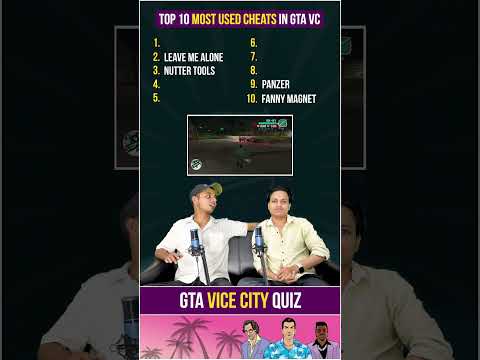 TOP 10 MOST USED CHEATS IN GTA VC
1.
2. LEAVE ME ALONE
3. NUTTER TOOLS
4.
5.
6.
7.
8.
9. PANZER
10. FANNY MAGNET
GTA VICE CITY QUIZ